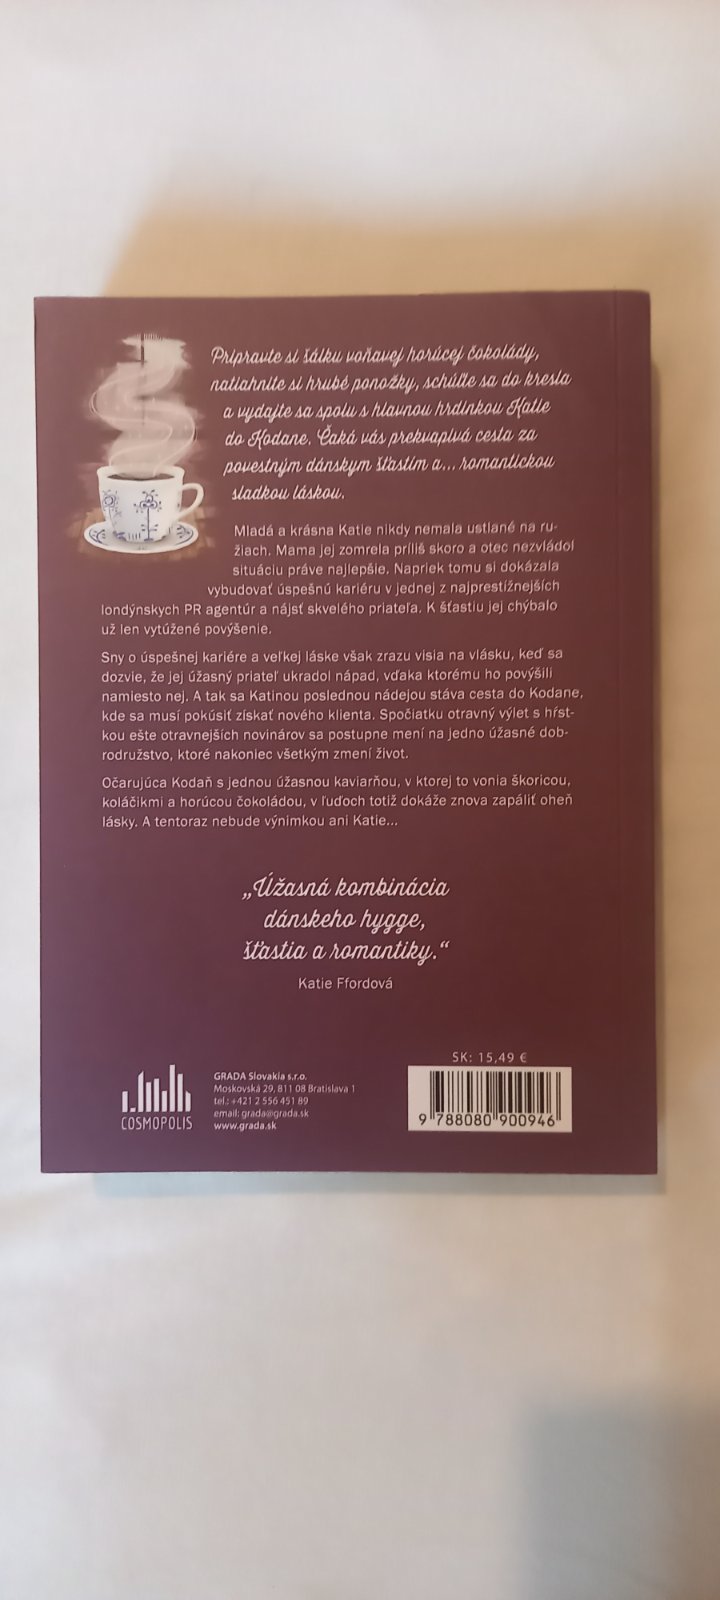 Pripravte si šálku voňavej horúcej čokolády,
natiahnite si hrubé ponožky, schúľte sa do kresla
a vydajte sa spolu s hlavnou hrdinkou Katie
do Kodane. Čaká vás prekvapivá cesta za
povestným dánskym šťastím a... romantickou
sladkou láskou.
Mladá a krásna Katie nikdy nemala ustlané na ru-
žiach. Mama jej zomrela príliš skoro a otec nezvládol
situáciu práve najlepšie. Napriek tomu si dokázala
vybudovať úspešnú kariéru v jednej z najprestížnejších
londýnskych PR agentúr a nájsť skvelého priateľa. K šťastiu jej chýbalo
už len vytúžené povýšenie.
Sny o úspešnej kariére a veľkej láske však zrazu visia na vlásku, keď sa
dozvie, že jej úžasný priateľ ukradol nápad, vďaka ktorému ho povýšili
namiesto nej. A tak sa Katinou poslednou nádejou stáva cesta do Kodane,
kde sa musí pokúsiť získať nového klienta. Spočiatku otravný výlet s hŕst-
kou ešte otravnejších novinárov sa postupne mení na jedno úžasné dob-
rodružstvo, ktoré nakoniec všetkým zmení život.
Očarujúca Kodaň s jednou úžasnou kaviarňou, v ktorej to vonia škoricou,
koláčikmi a horúcou čokoládou, v ľuďoch totiž dokáže znova zapáliť oheň
lásky. A tentoraz nebude výnimkou ani Katie...
„Úžasná kombinácia
dánskeho hygge,
šťastia a romantiky.“
Katie Ffordová
COSMOPOLIS
GRADA Slovakia s.r.o.
Moskovská 29, 811 08 Bratislava 1
tel.: +421 2 556 451 89
email: grada@grada.sk
www.grada.sk
SK: 15,49 €
9 788080 900946